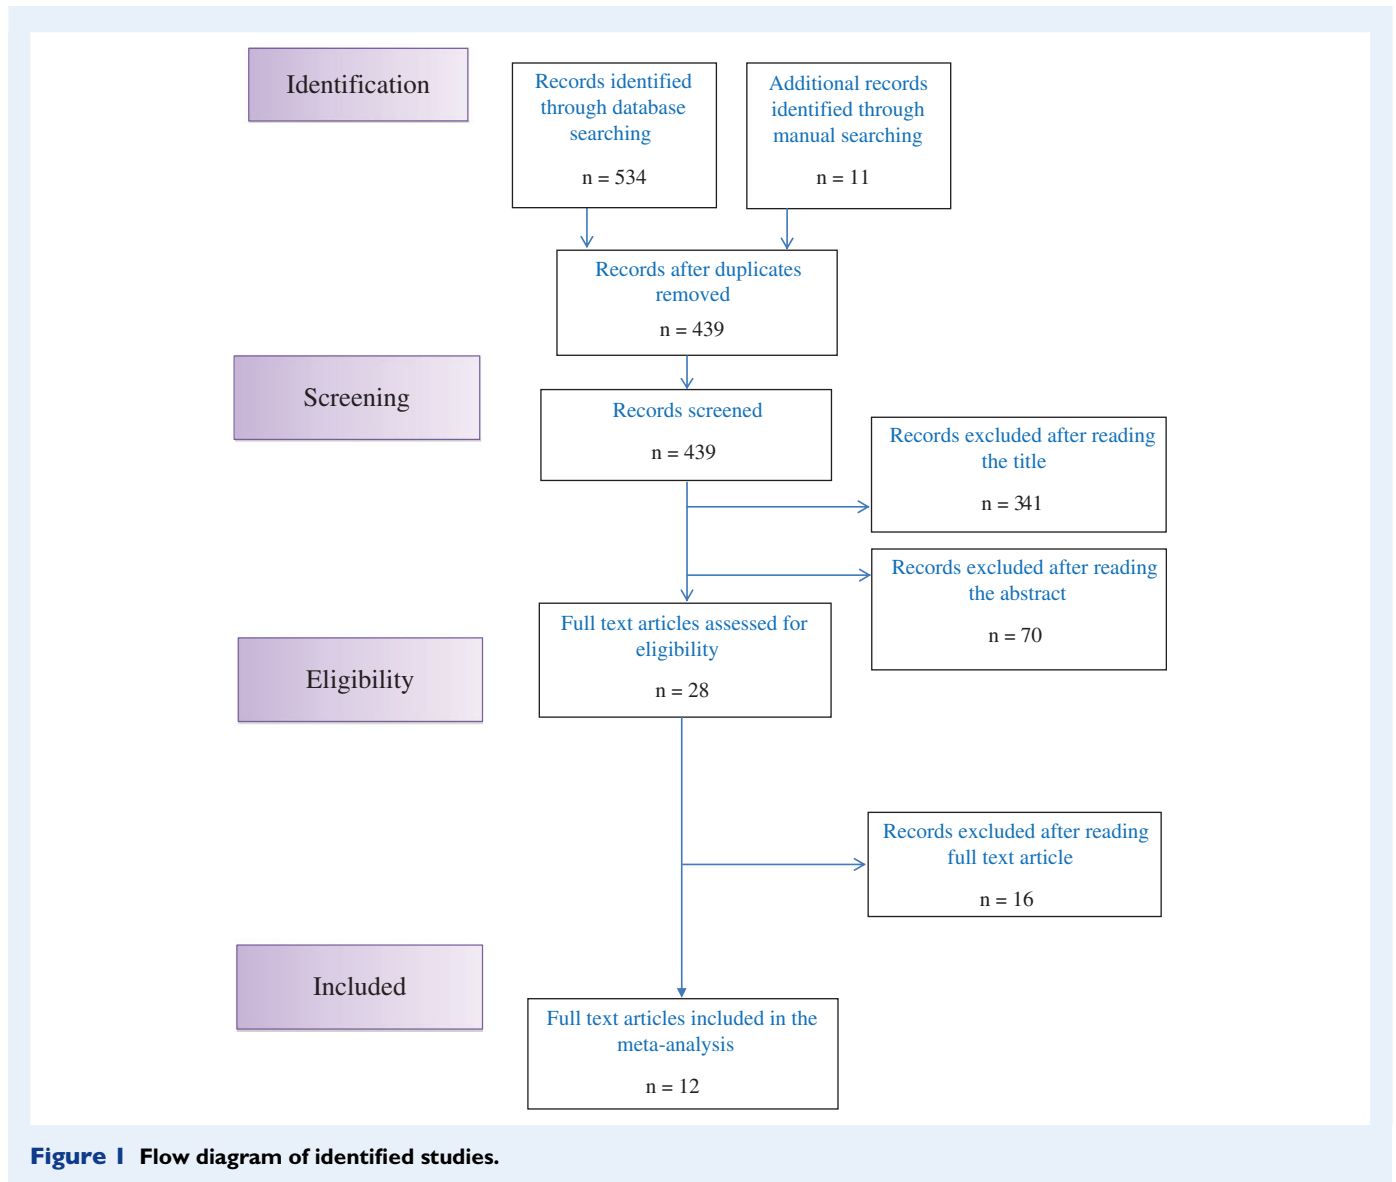 Identification
Records identified
through database
searching
n = 534
Additional records
identified through
manual searching
n = 11
Records after duplicates
removed
n = 439
Screening
Records screened
n = 439
Records excluded after reading
the title
n = 341
Records excluded after reading
the abstract
n = 70
Full text articles assessed for
eligibility
n = 28
Eligibility
Records excluded after reading
full text article
n = 16
Included
Full text articles included in the
meta-analysis
n = 12
Figure 1 Flow diagram of identified studies.